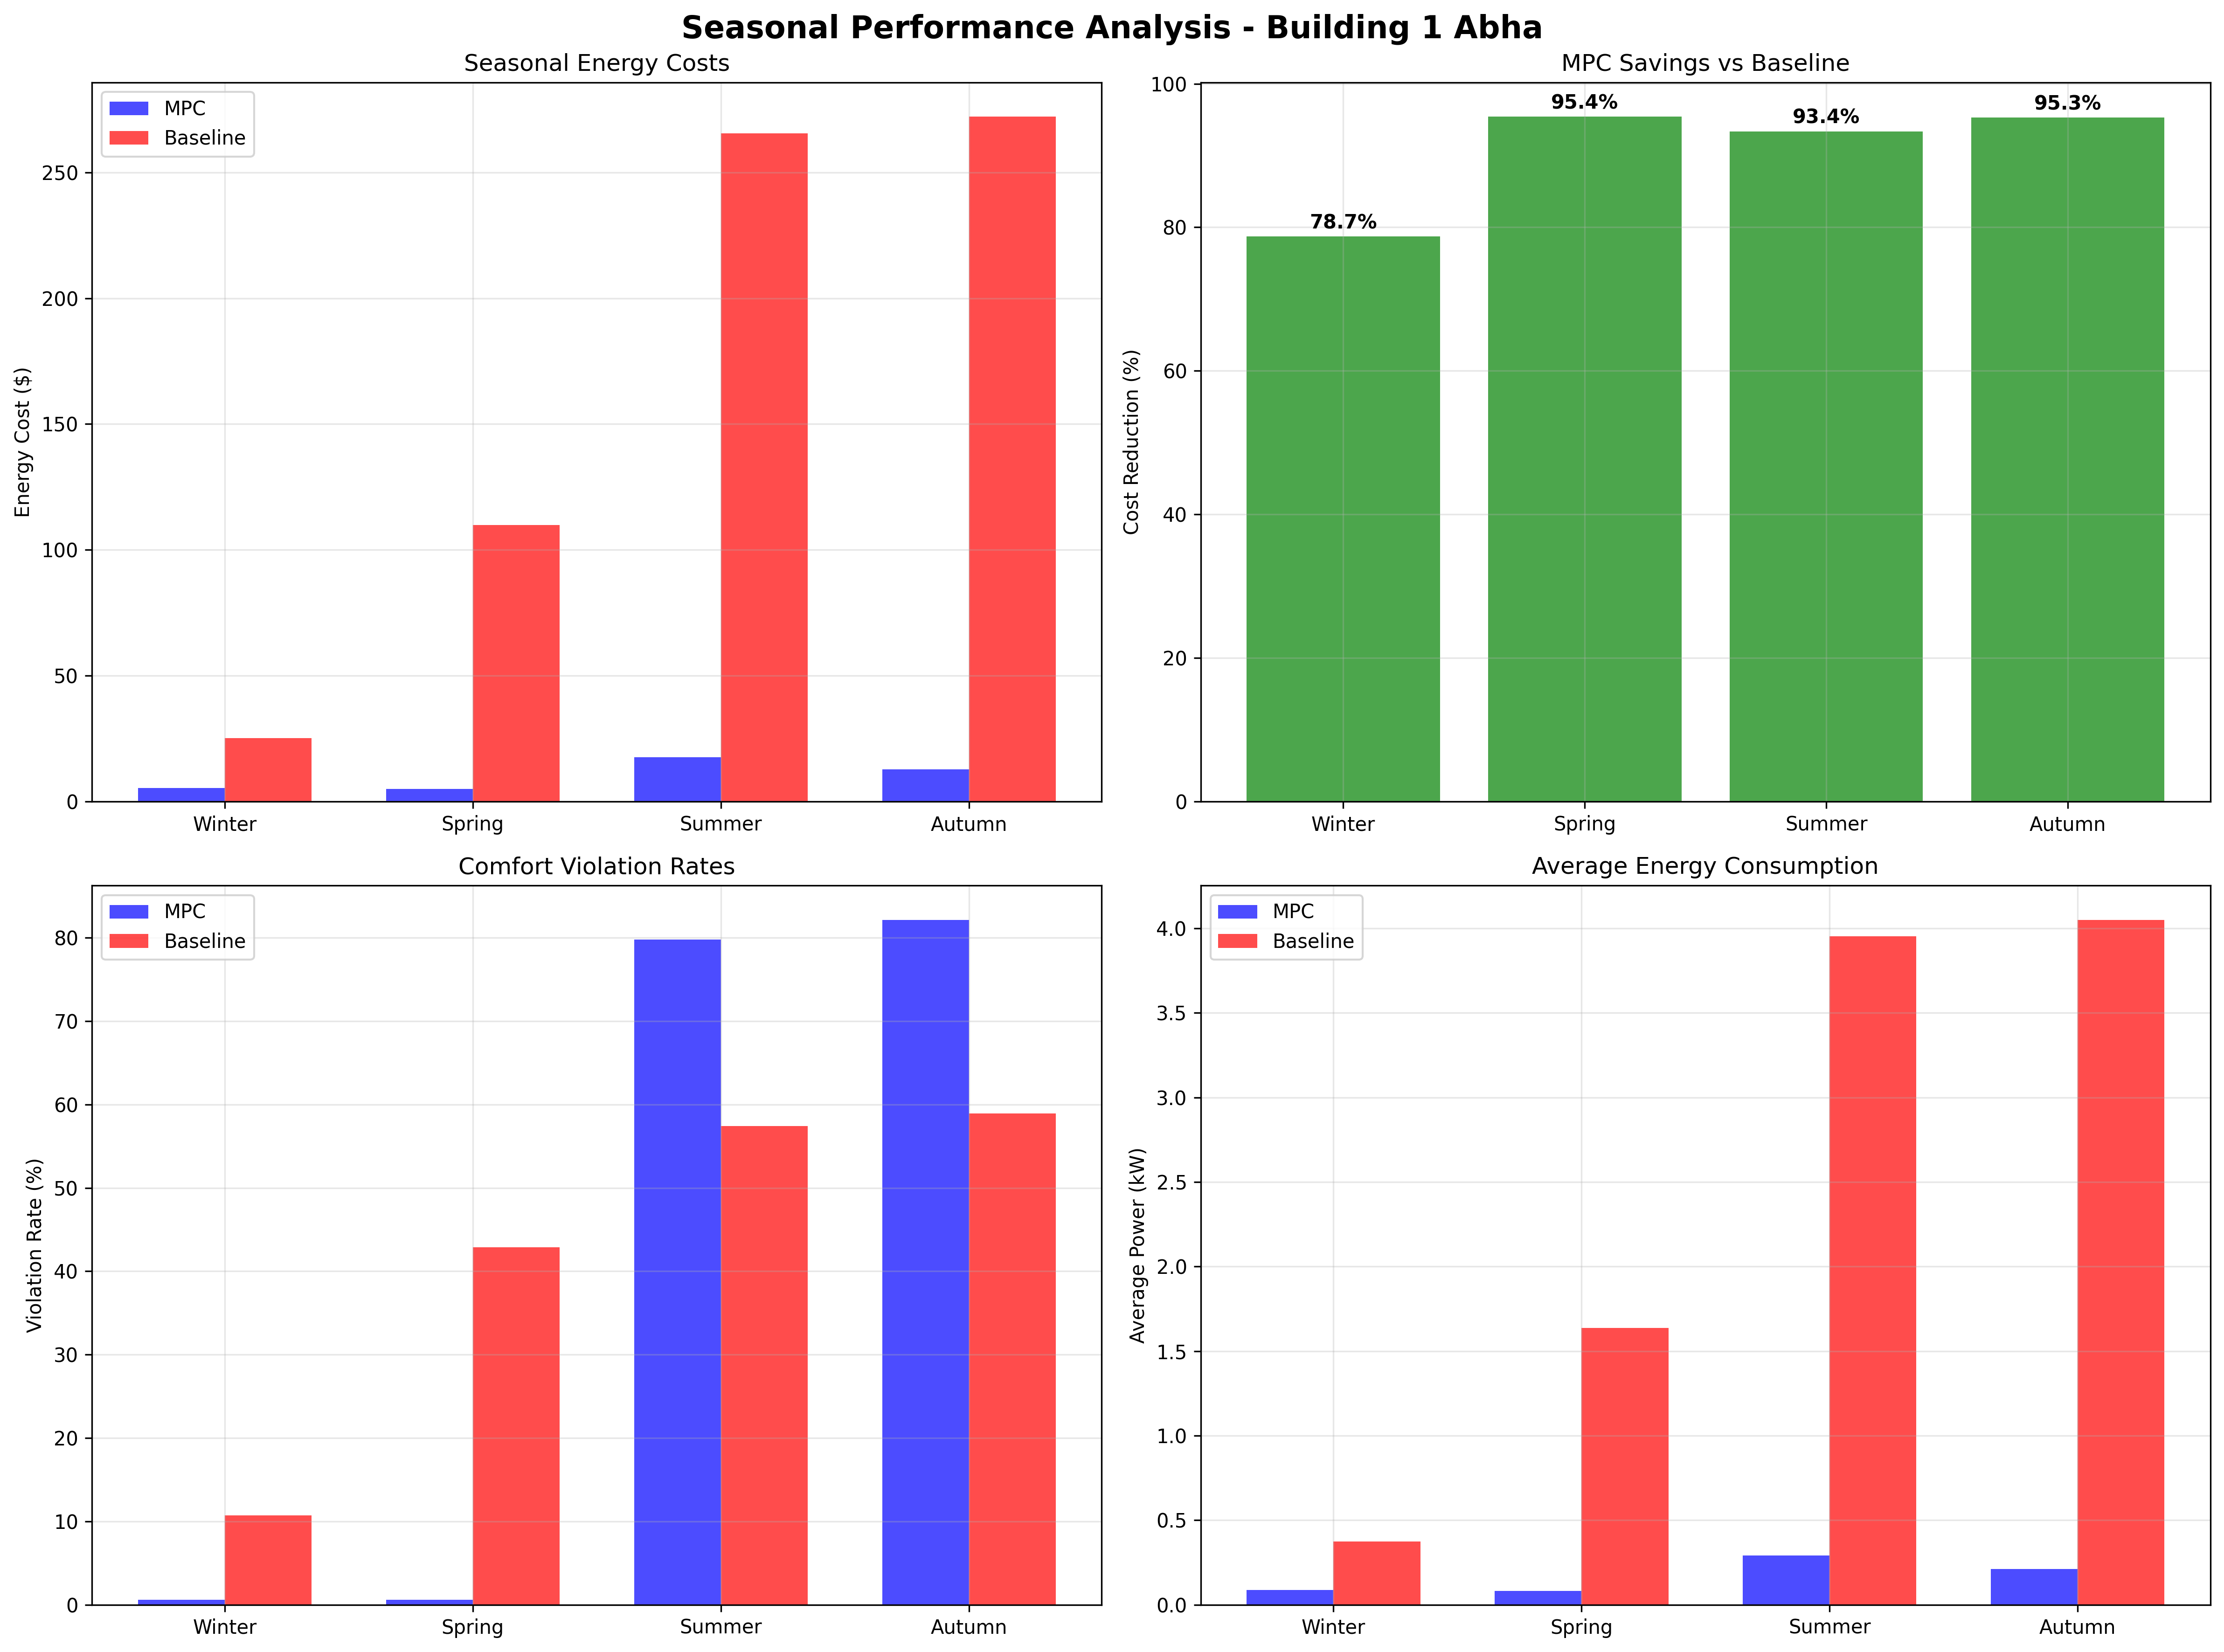 Seasonal Performance Analysis - Building 1 Abha
Seasonal Energy Costs
MPC
Baseline
Energy Cost ($)
250
200
150
100
50
0
Winter Spring Summer Autumn
MPC Savings vs Baseline
Cost Reduction (%)
100
80
60
40
20
0
78.7%
95.4%
93.4%
95.3%
Winter Spring Summer Autumn
Comfort Violation Rates
MPC
Baseline
Violation Rate (%)
80
70
60
50
40
30
20
10
0
Winter Spring Summer Autumn
Average Energy Consumption
MPC
Baseline
Average Power (kW)
4.0
3.5
3.0
2.5
2.0
1.5
1.0
0.5
0.0
Winter Spring Summer Autumn